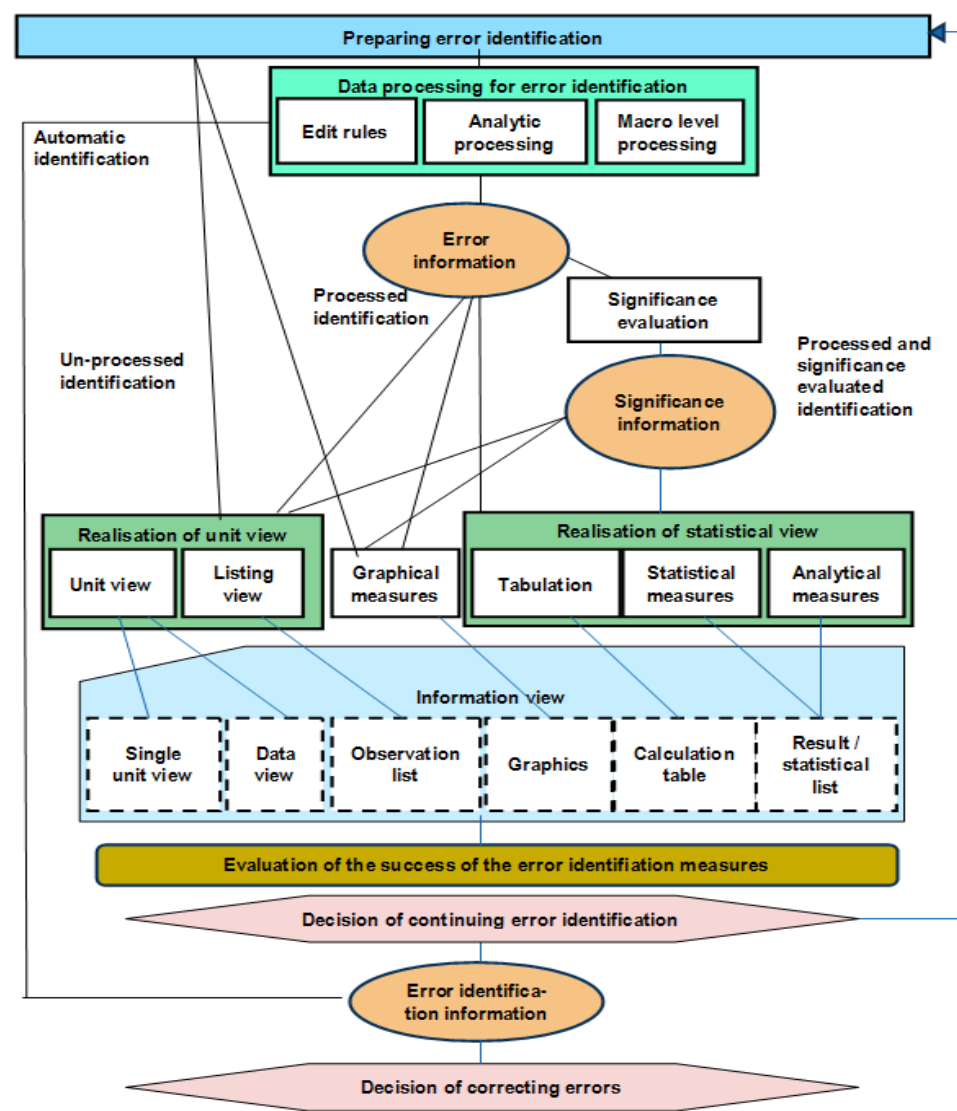 Preparing error identification
Data processing for error identification
Edit rules
Analytic
processing
Macro level
processing
Automatic
identification
Error
information
Processed
identification
Significance
evaluation
Un-processed
identification
Processed and
significance
evaluated
identification
Significance
information
Realisation of unit view
Unit view
Listing
view
Graphical
measures
Realisation of statistical view
Tabulation
Statistical
measures
Analytical
measures
Information view
Single
unit view
Data
view
Observation
list
Graphics
Calculation
table
Result /
statistical
list
Evaluation of the success of the error identifiation measures
Decision of continuing error identification
Error identifica-
tion information
Decision of correcting errors